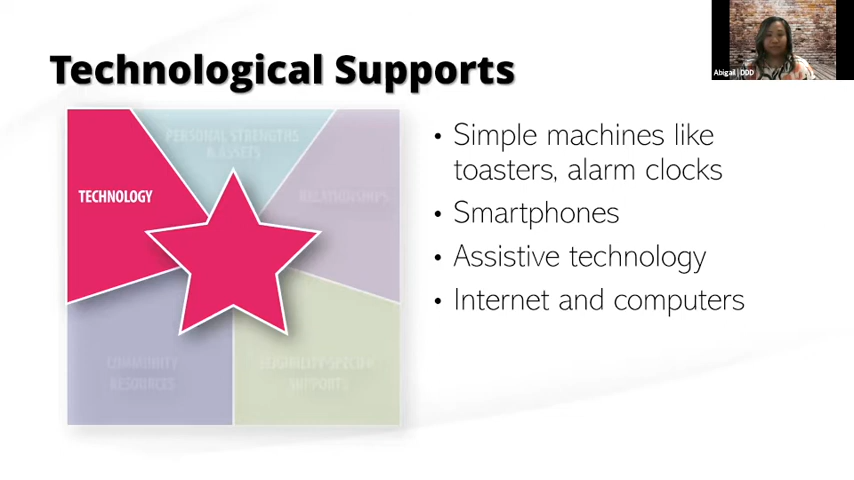 Technological Supports
Abigail | DDD
PERSONAL STRENGTHS
& ASSETS
TECHNOLOGY
RELATIONSHIPS
COMMUNITY
RESOURCES
ELIGIBILITY SPECIFIC
SUPPORTS
• Simple machines like
toasters, alarm clocks
• Smartphones
• Assistive technology
• Internet and computers